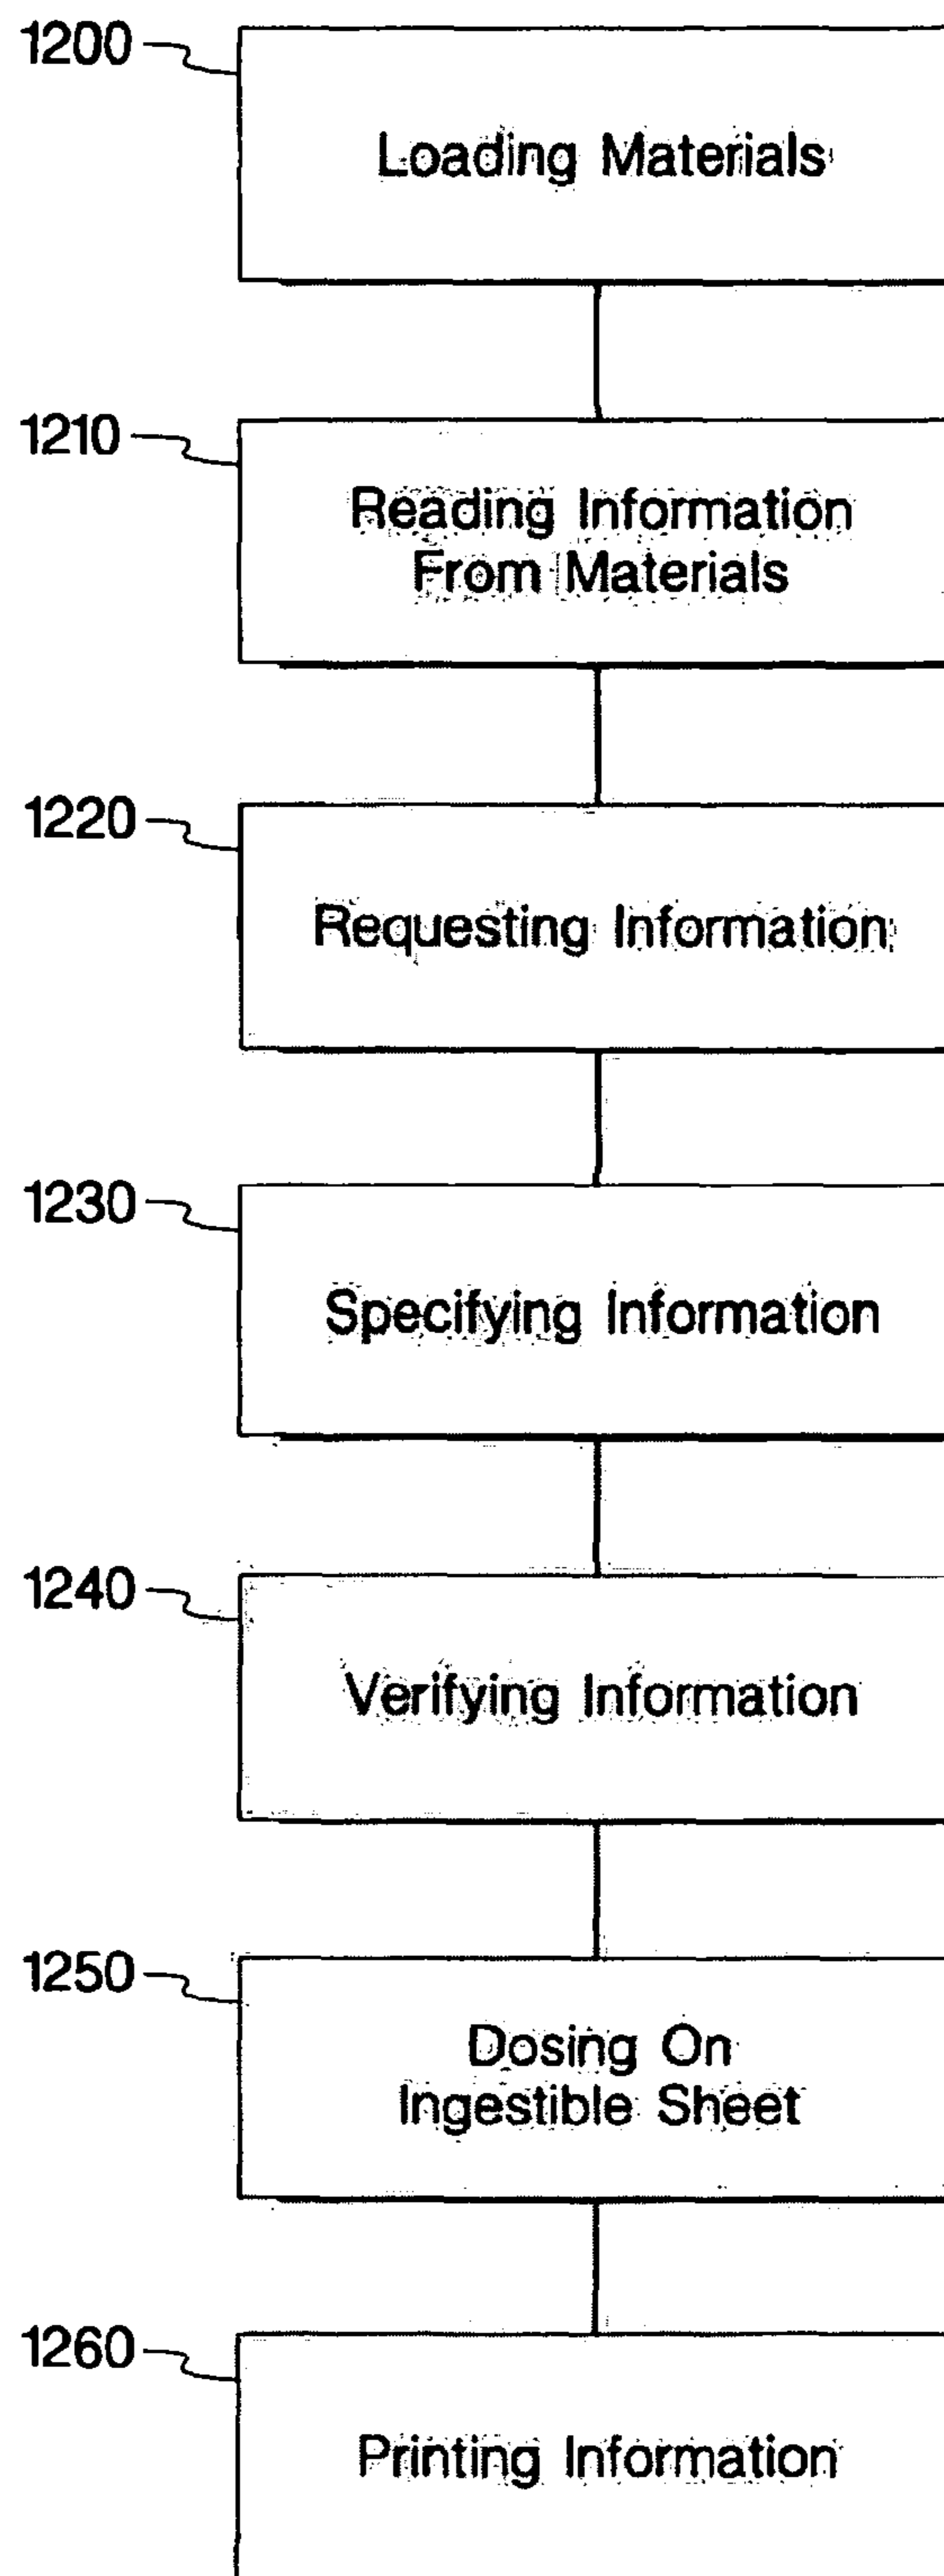 1200
Loading Materials
1210
Reading Information
From Materials
1220
Requesting Information
1230
Specifying Information
1240
Verifying Information
1250
Dosing On
Ingestible Sheet
1260
Printing Information